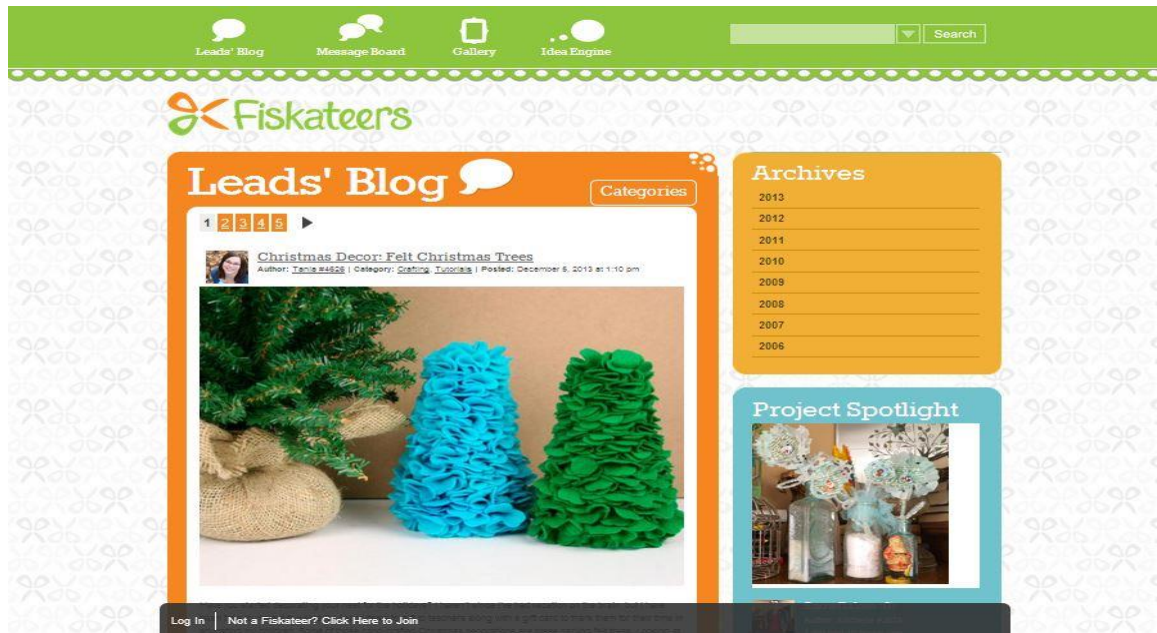 Leads' Blog
Message Board
Gallery
Idea Engine
Search
Fiskateers
Leads' Blog
Categories
1 2 3 4 5
Christmas Decor: Felt Christmas Trees
Author: Tania #4626 | Category: Crafting, Tutorials | Posted: December 5, 2013 at 1:10 pm
Archives
2013
2012
2011
2010
2009
2008
2007
2006
Project Spotlight
Log In | Not a Fiskateer? Click Here to Join